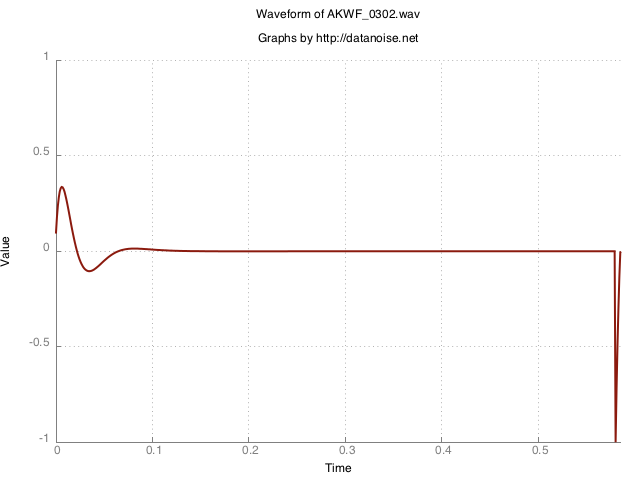 Waveform of AKWF_0302.wav
Graphs by http://datanoise.net
1
0.5
0
-0.5
-1
Value
0 0.1 0.2 0.3 0.4 0.5
Time